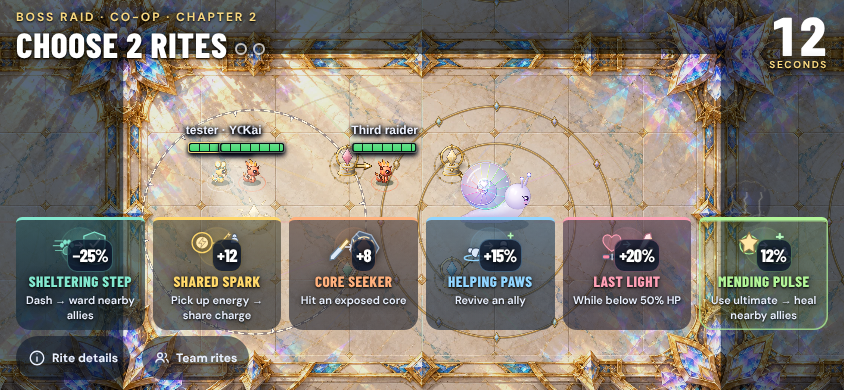 BOSS RAID · CO-OP · CHAPTER 2
CHOOSE 2 RITES
12
SECONDS
tester · YO
Kai
Third raider
-25%
SHELTERING STEP
Dash → ward nearby
allies
+12
SHARED SPARK
Pick up energy →
share charge
+8
CORE SEEKER
Hit an exposed core
+15%
HELPING PAWS
Revive an ally
+20%
LAST LIGHT
While below 50% HP
12%
MENDING PULSE
Use ultimate → heal
nearby allies
Rite details
Team rites